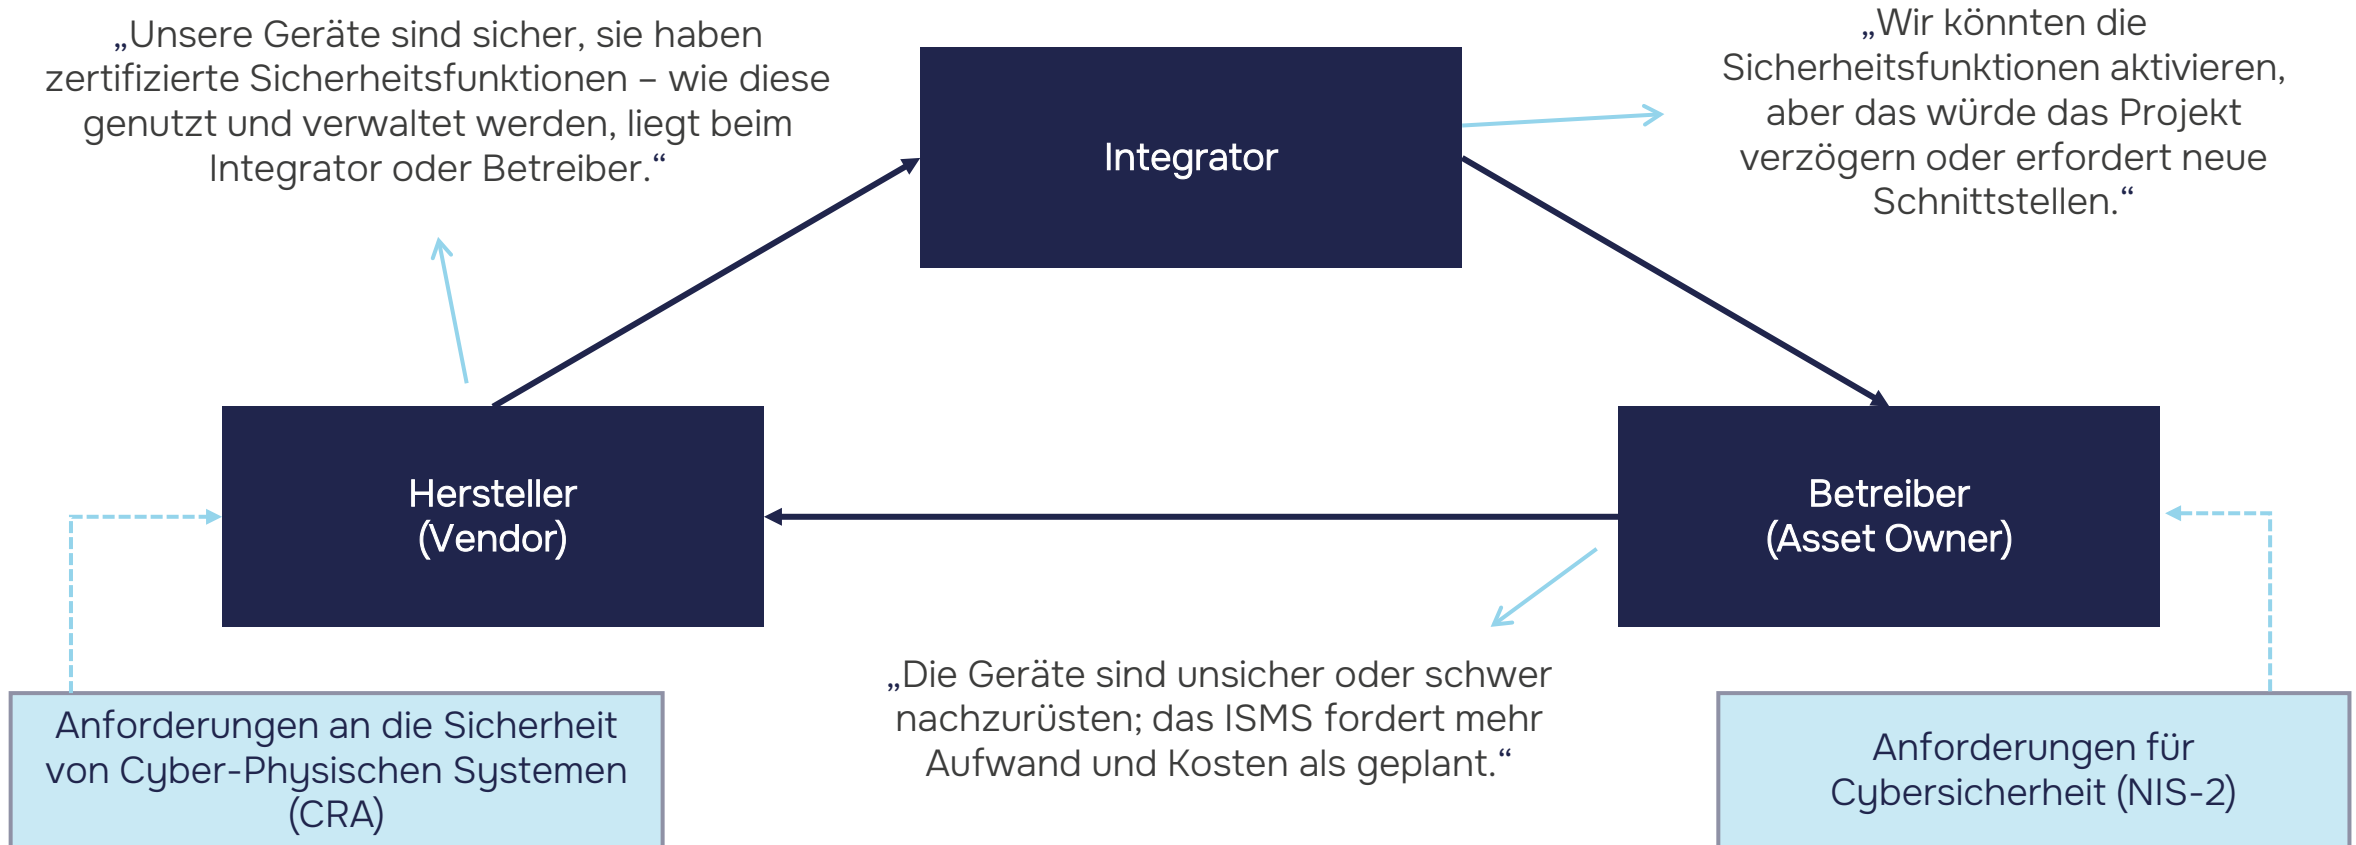 „Unsere Geräte sind sicher, sie haben
zertifizierte Sicherheitsfunktionen – wie diese
genutzt und verwaltet werden, liegt beim
Integrator oder Betreiber.“
Integrator
„Wir könnten die
Sicherheitsfunktionen aktivieren,
aber das würde das Projekt
verzögern oder erfordert neue
Schnittstellen.“
Hersteller
(Vendor)
Betreiber
(Asset Owner)
„Die Geräte sind unsicher oder schwer
nachzurüsten; das ISMS fordert mehr
Aufwand und Kosten als geplant.“
Anforderungen an die Sicherheit
von Cyber-Physischen Systemen
(CRA)
Anforderungen für
Cybersicherheit (NIS-2)